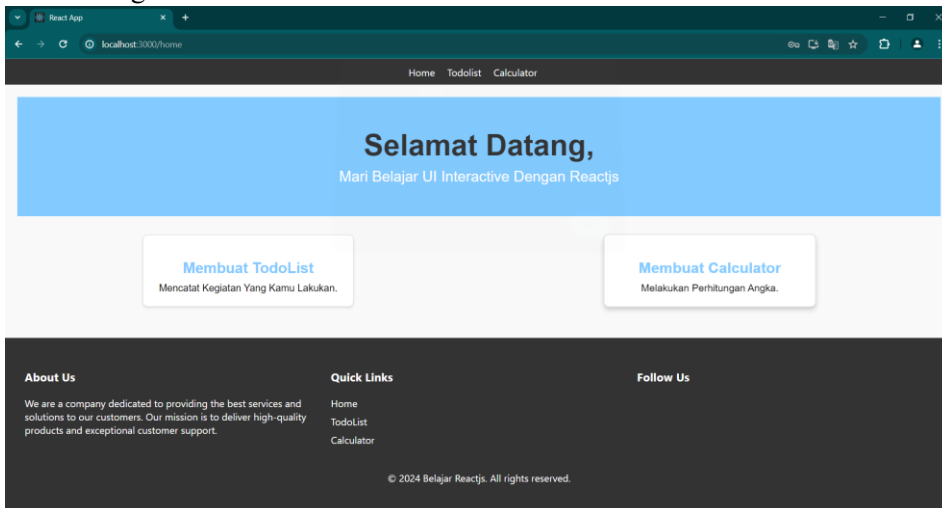 React App
localhost:3000/home
Home Todolist Calculator
Selamat Datang,
Mari Belajar UI Interactive Dengan Reactjs
Membuat TodoList
Mencatat Kegiatan Yang Kamu Lakukan.
Membuat Calculator
Melakukan Perhitungan Angka.
About Us
We are a company dedicated to providing the best services and
solutions to our customers. Our mission is to deliver high-quality
products and exceptional customer support.
Quick Links
Home
TodoList
Calculator
Follow Us
© 2024 Belajar Reactjs. All rights reserved.